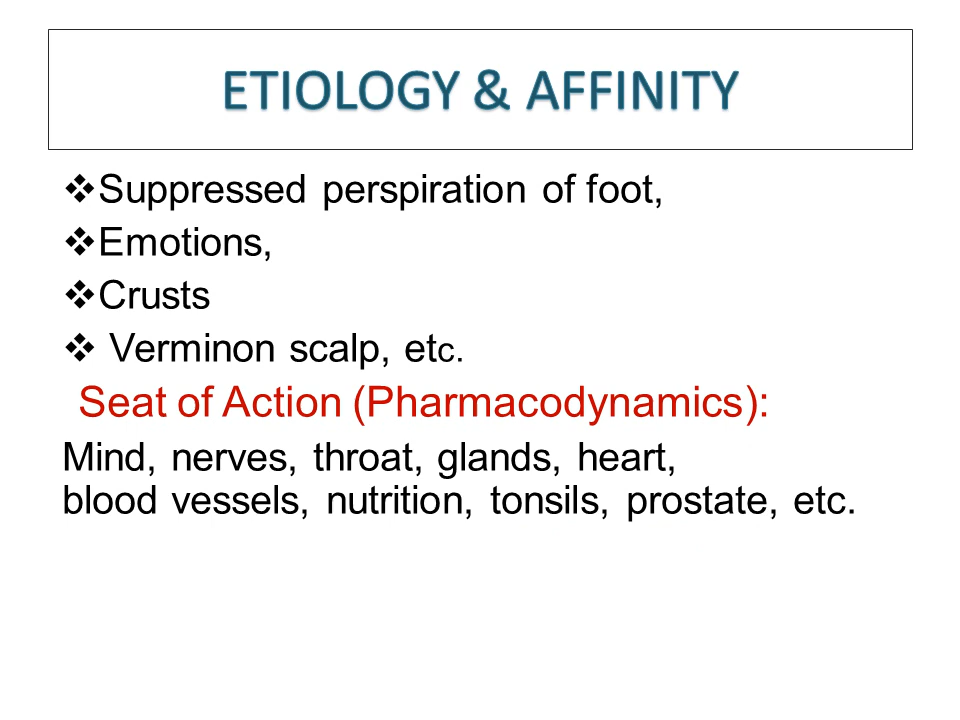 ETIOLOGY & AFFINITY
❖Suppressed perspiration of foot,
❖Emotions,
❖Crusts
❖ Verminon scalp, etc.
Seat of Action (Pharmacodynamics):
Mind, nerves, throat, glands, heart,
blood vessels, nutrition, tonsils, prostate, etc.